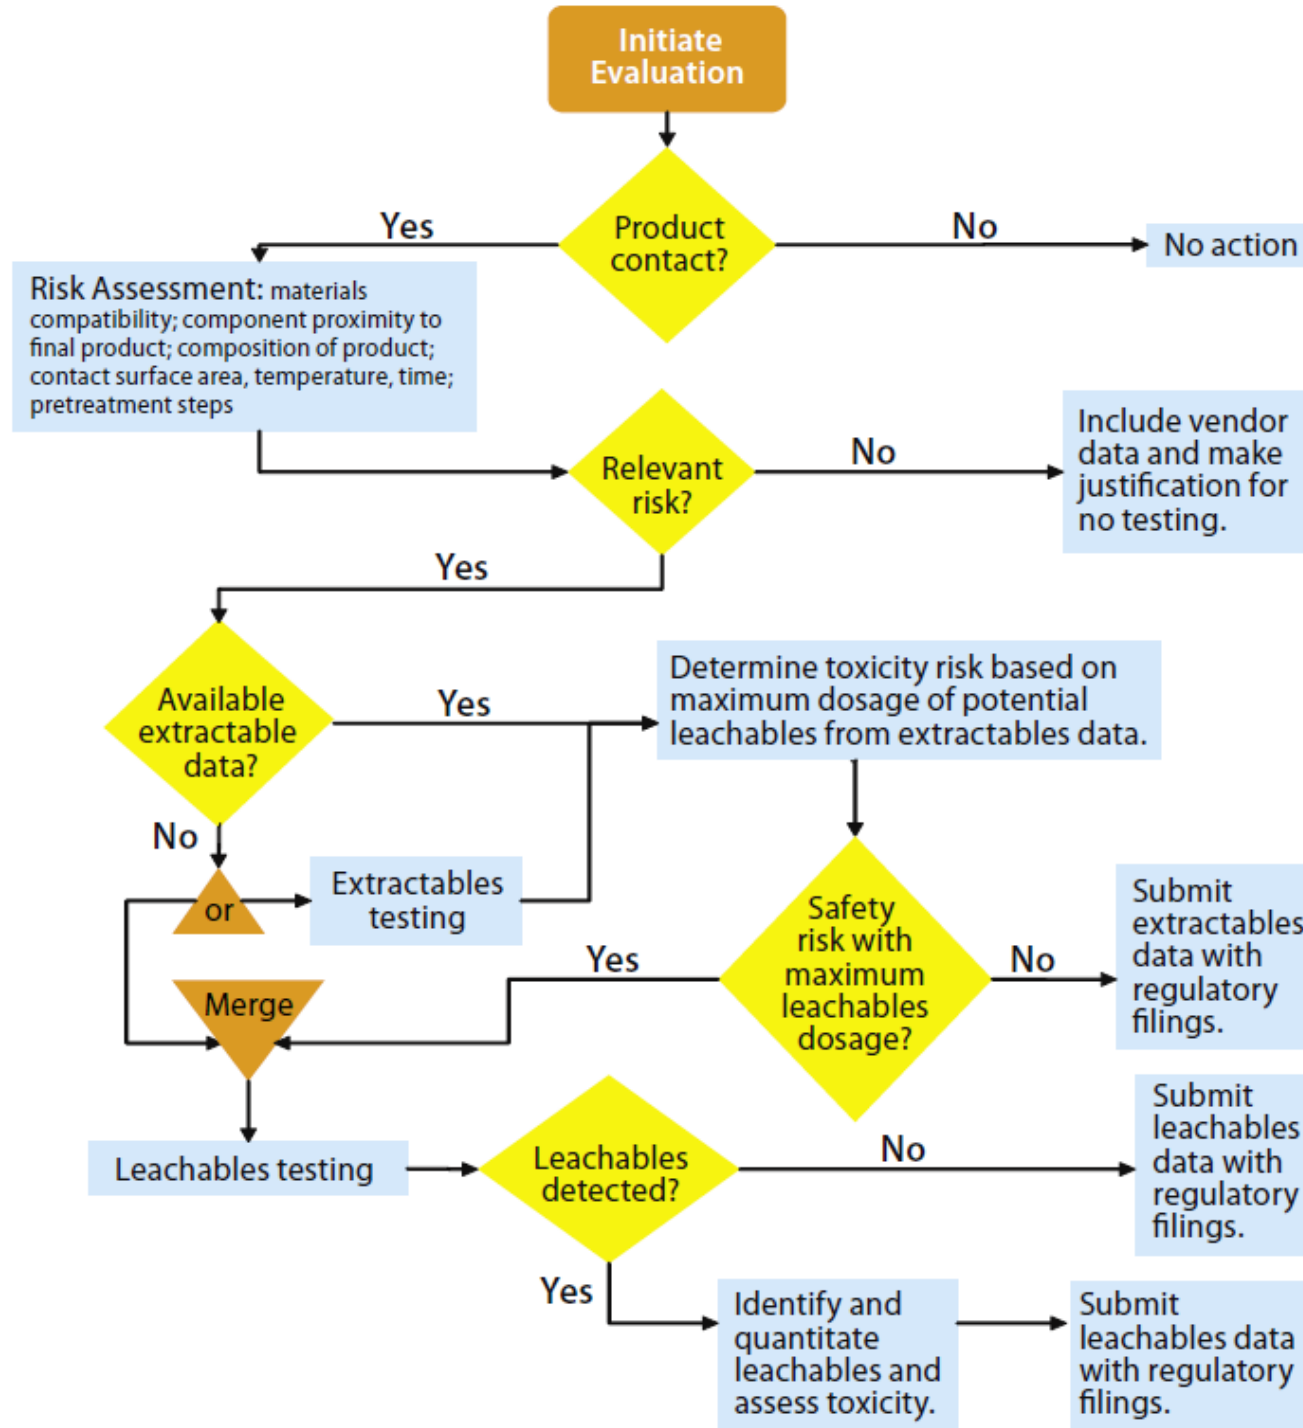 Initiate
Evaluation
Product
contact?
Yes
No
No action
Risk Assessment: materials
compatibility; component proximity to
final product; composition of product;
contact surface area, temperature, time;
pretreatment steps
Relevant
risk?
No
Include vendor
data and make
justification for
no testing.
Yes
Available
extractable
data?
Yes
Determine toxicity risk based on
maximum dosage of potential
leachables from extractables data.
No
or
Extractables
testing
Safety
risk with
maximum
leachables
dosage?
Yes
No
Submit
extractables
data with
regulatory
filings.
Merge
Leachables testing
Leachables
detected?
No
Submit
leachables
data with
regulatory
filings.
Yes
Identify and
quantitate
leachables and
assess toxicity.
Submit
leachables data
with regulatory
filings.